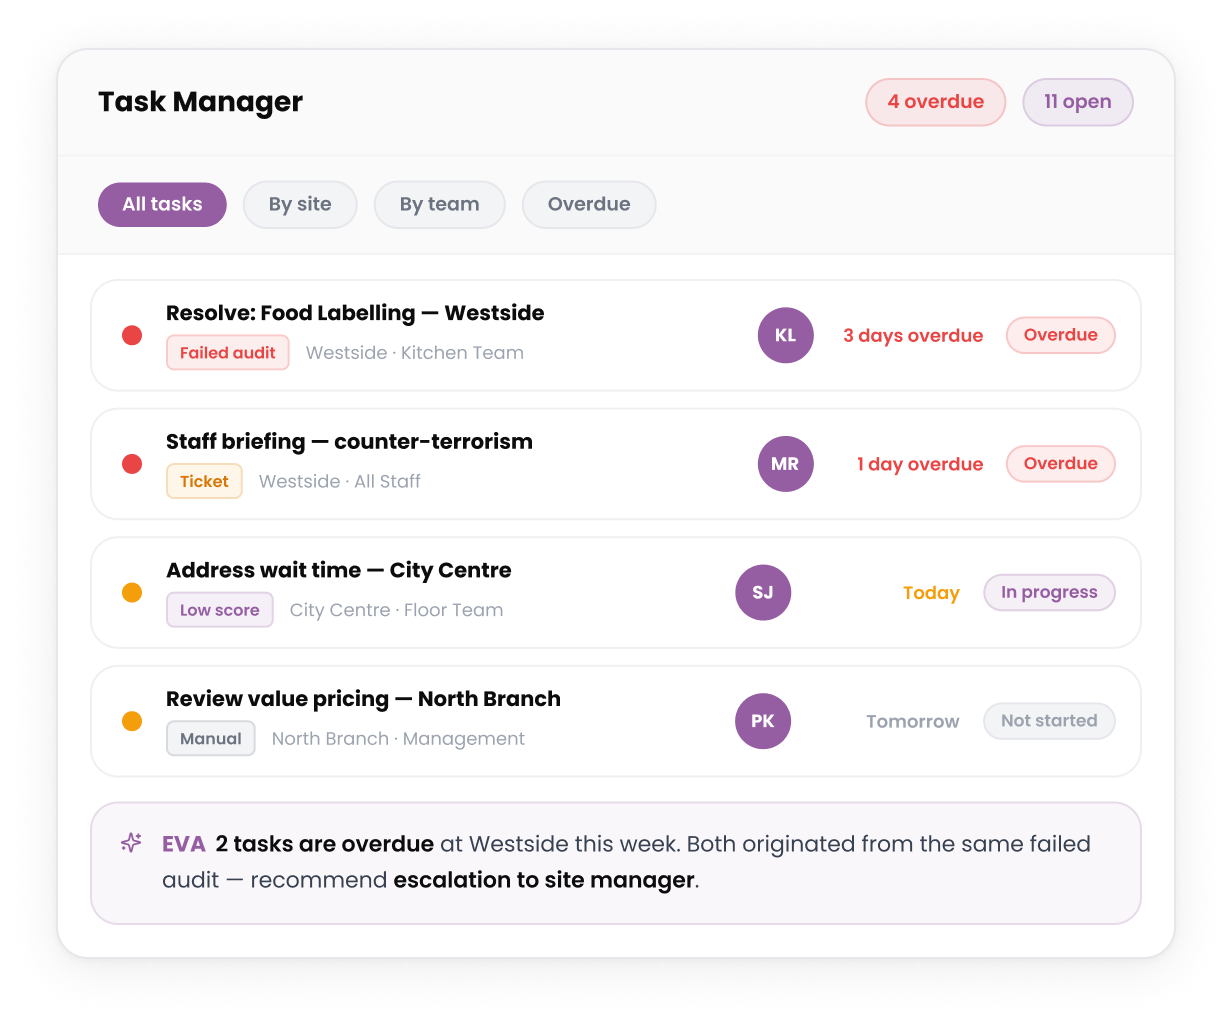 Task Manager
4 overdue
11 open
All tasks
By site
By team
Overdue
Resolve: Food Labelling — Westside
Failed audit
Westside · Kitchen Team
KL
3 days overdue
Overdue
Staff briefing — counter-terrorism
Ticket
Westside · All Staff
MR
1 day overdue
Overdue
Address wait time — City Centre
Low score
City Centre · Floor Team
SJ
Today
In progress
Review value pricing — North Branch
Manual
North Branch · Management
PK
Tomorrow
Not started
EVA 2 tasks are overdue at Westside this week. Both originated from the same failed
audit — recommend escalation to site manager.